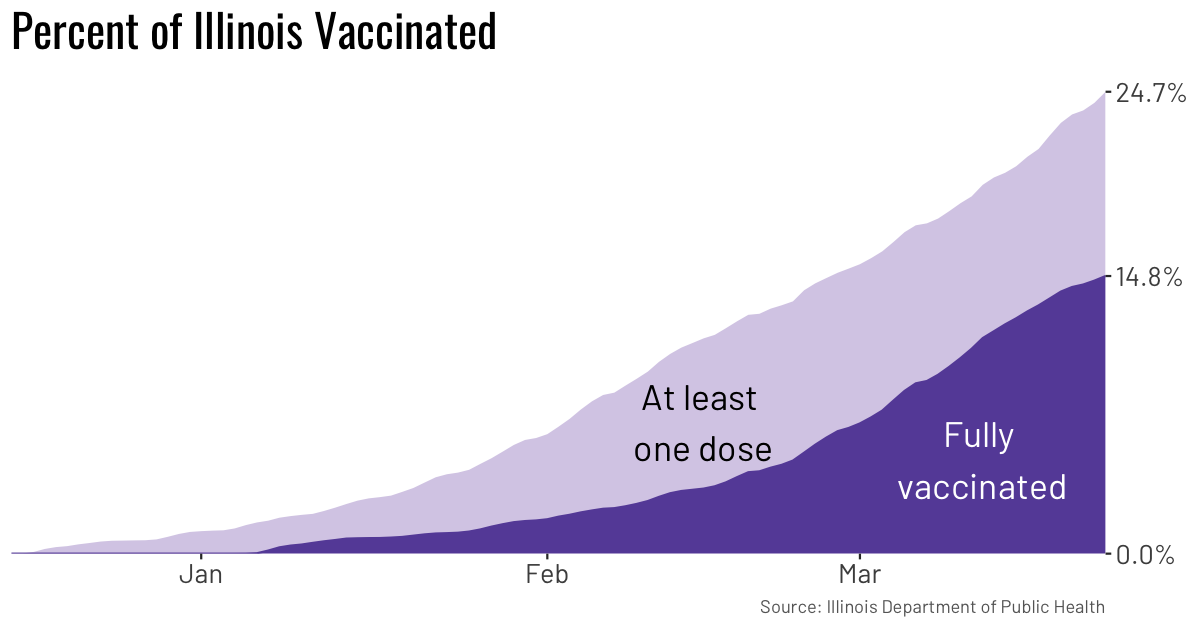 Percent of Illinois Vaccinated
24.7%
14.8%
At least
one dose
Fully
vaccinated
0.0%
Jan
Feb
Mar
Source: Illinois Department of Public Health